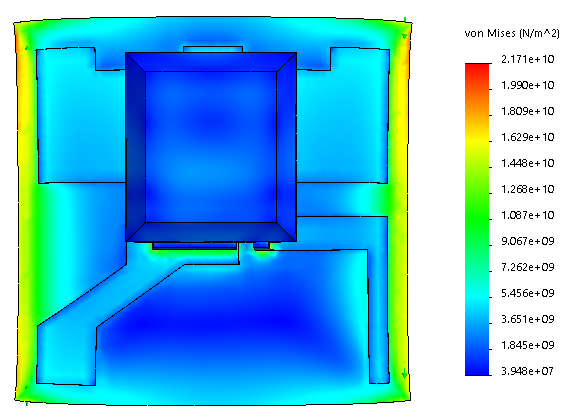 von Mises (N/m^2)
2.171e+10
1.990e+10
1.809e+10
1.629e+10
1.448e+10
1.268e+10
1.087e+10
9.067e+09
7.262e+09
5.456e+09
3.651e+09
1.845e+09
3.948e+07